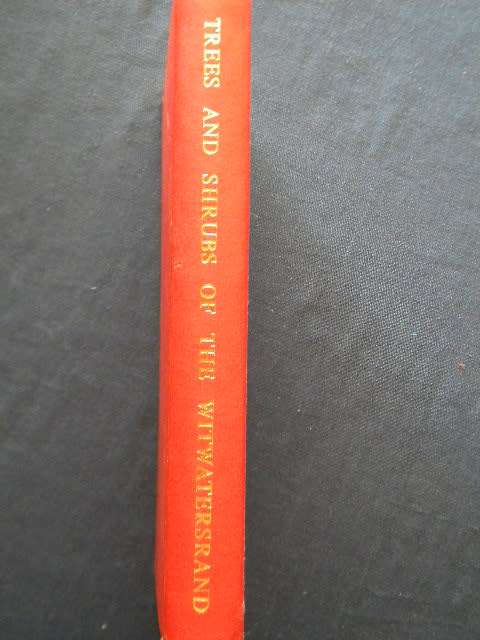 TREES AND SHRUBS OF THE WITWATERSRAND